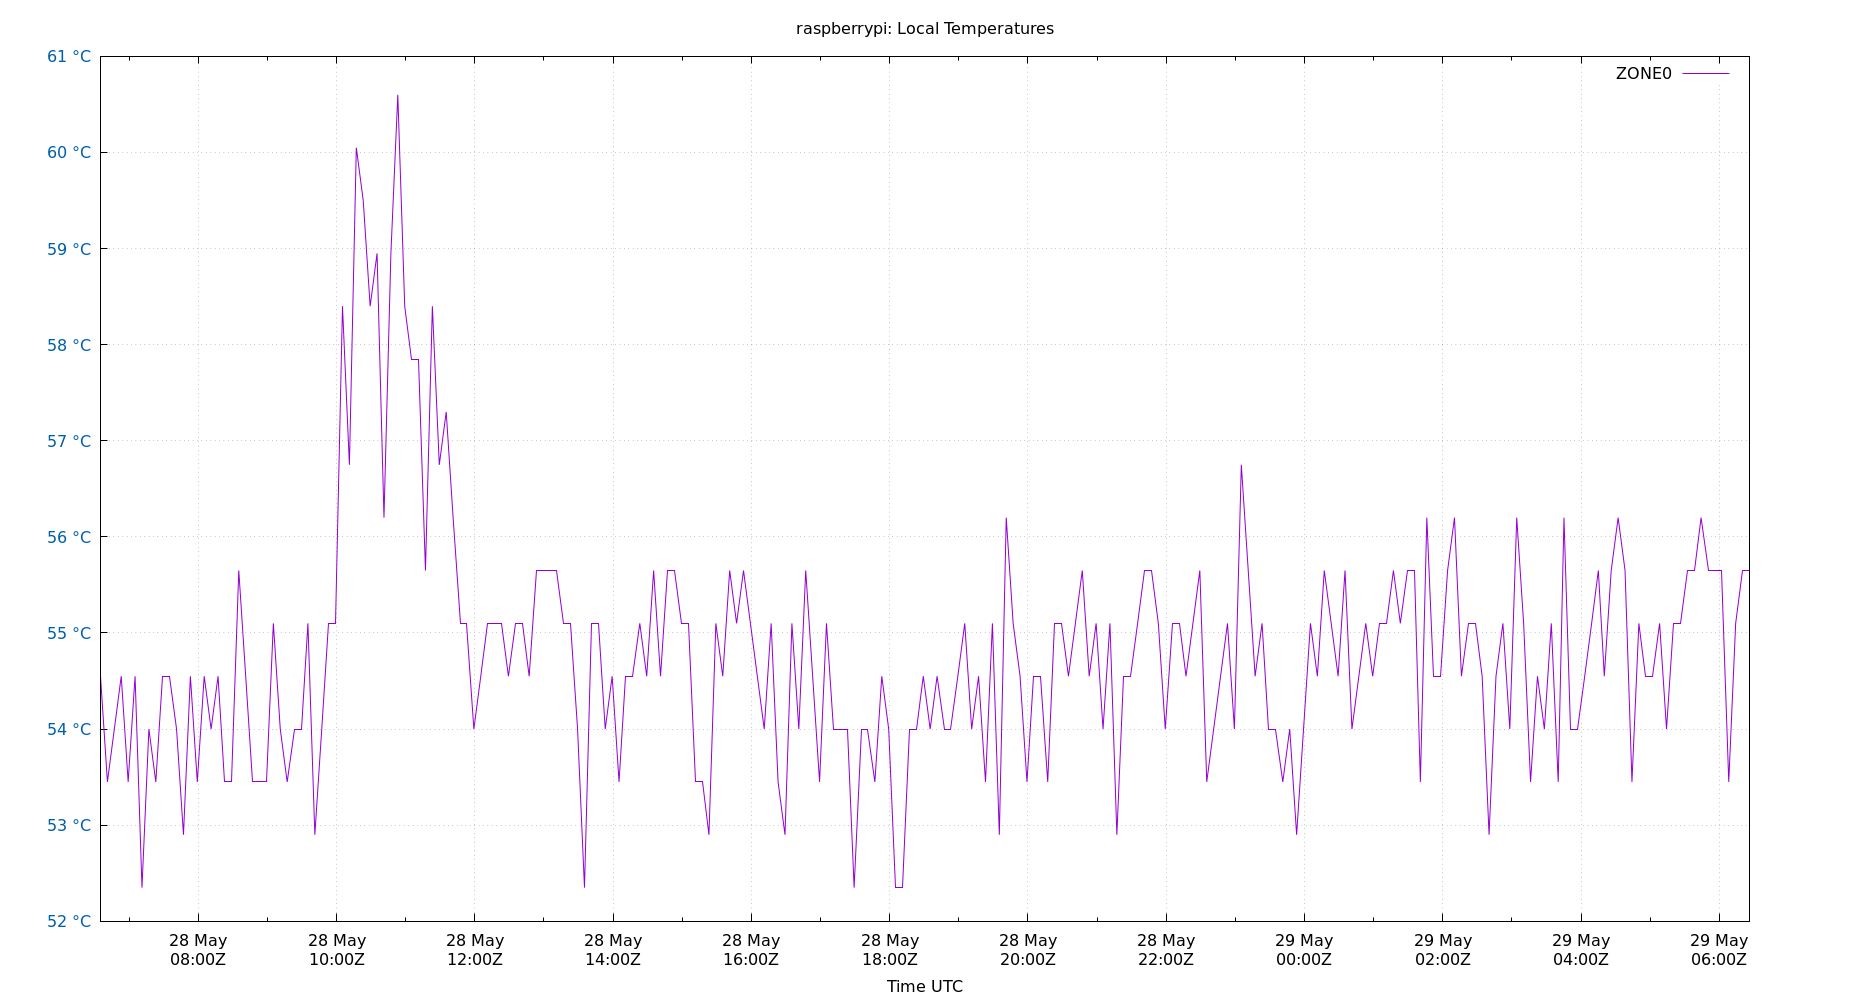 raspberrypi: Local Temperatures
61 °C
60 °C
59 °C
58 °C
57 °C
56 °C
55 °C
54 °C
53 °C
52 °C
ZONE0
28 May 28 May 28 May 28 May 28 May 28 May 28 May 28 May 29 May 29 May 29 May 29 May
08:00Z 10:00Z 12:00Z 14:00Z 16:00Z 18:00Z 20:00Z 22:00Z 00:00Z 02:00Z 04:00Z 06:00Z
Time UTC